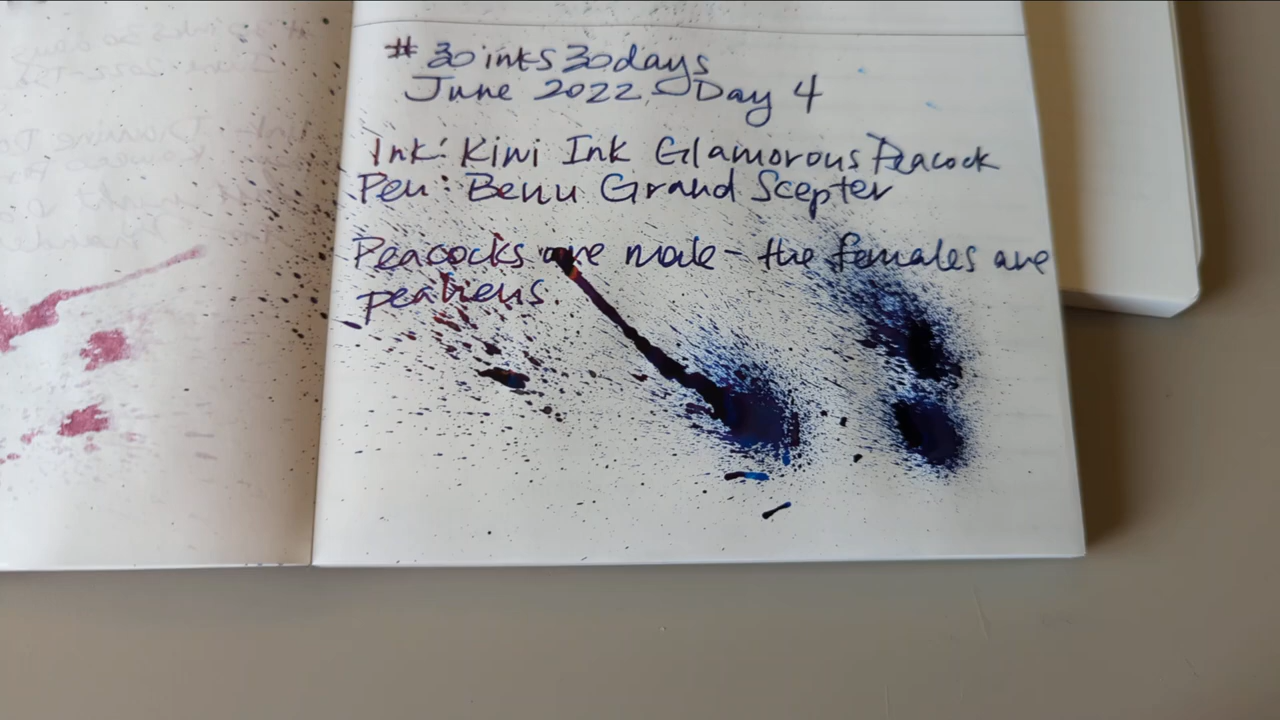 #30inks30days
June 2022 Day 4
Ink: Kiwi Ink Glamorous Peacock
Pen: Benu Grand Scepter
Peacocks are male - the females are
peahens.